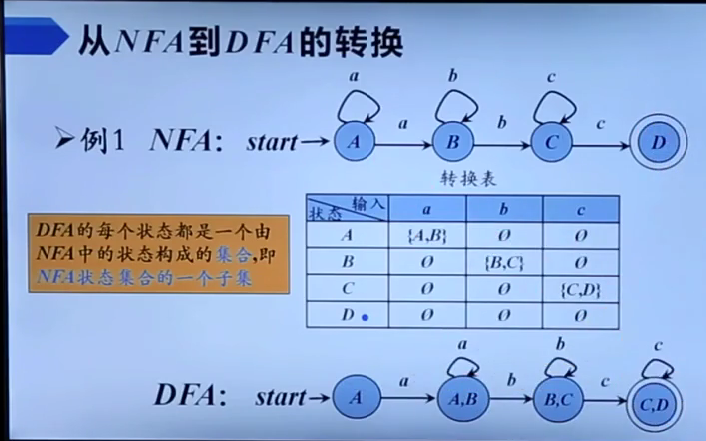 从NFA到DFA的转换
a b c
➤例1 NFA: start A a B b C c D
转换表
状态 输入 a b c
A {A,B} Ø Ø
B Ø {B,C} Ø
C Ø Ø {C,D}
D Ø Ø Ø
DFA的每个状态都是一个由
NFA中的状态构成的集合,即
NFA状态集合的一个子集
a b c
DFA: start A a A,B b B,C c C,D